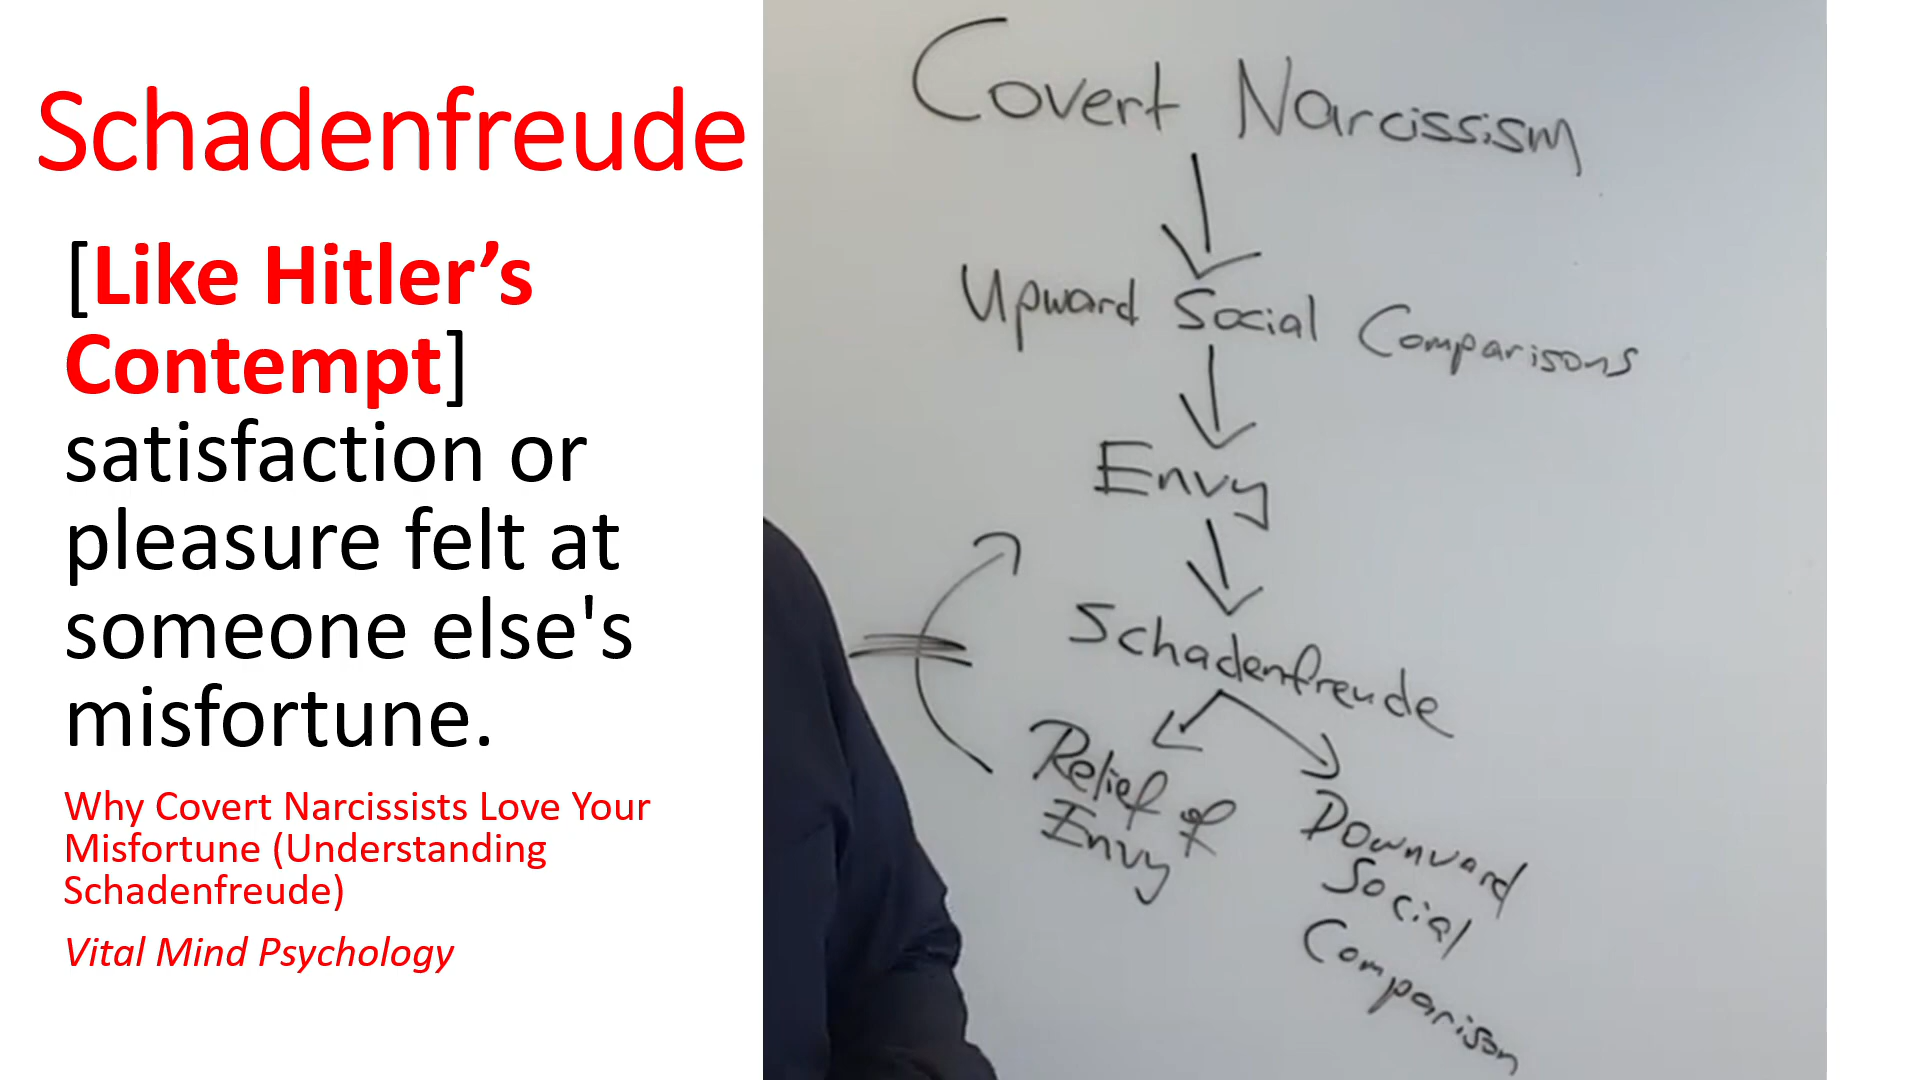 Schadenfreude
[Like Hitler’s
Contempt]
satisfaction or
pleasure felt at
someone else's
misfortune.
Why Covert Narcissists Love Your
Misfortune (Understanding
Schadenfreude)
Vital Mind Psychology
Covert Narcissism
Upward Social Comparisons
Envy
Schadenfreude
Relief of
Envy
Downward
Social
Comparison